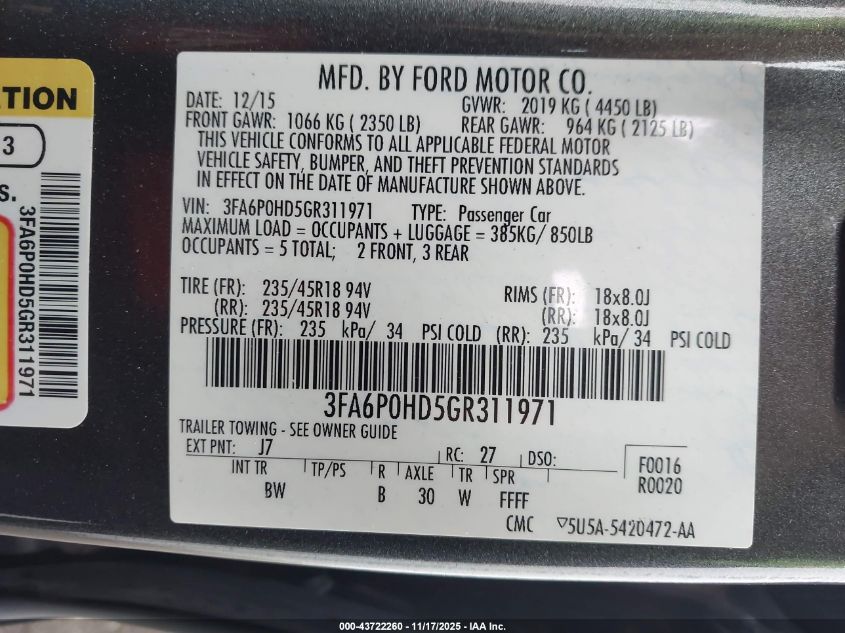 TION
3
S.
3FA6P0HD5GR311971
MFD. BY FORD MOTOR CO.
DATE: 12/15 GVWR: 2019 KG ( 4450 LB)
FRONT GAWR: 1066 KG ( 2350 LB) REAR GAWR: 964 KG ( 2125 LB)
THIS VEHICLE CONFORMS TO ALL APPLICABLE FEDERAL MOTOR
VEHICLE SAFETY, BUMPER, AND THEFT PREVENTION STANDARDS
IN EFFECT ON THE DATE OF MANUFACTURE SHOWN ABOVE.
VIN: 3FA6P0HD5GR311971 TYPE: Passenger Car
MAXIMUM LOAD = OCCUPANTS + LUGGAGE = 385KG/ 850LB
OCCUPANTS = 5 TOTAL; 2 FRONT, 3 REAR
TIRE (FR): 235/45R18 94V RIMS (FR): 18x8.0J
(RR): 235/45R18 94V (RR): 18x8.0J
PRESSURE (FR): 235 kPa/ 34 PSI COLD (RR): 235 kPa/ 34 PSI COLD
3FA6P0HD5GR311971
TRAILER TOWING - SEE OWNER GUIDE
EXT PNT: J7 RC: 27 DSO: F0016
INT TR TP/PS R AXLE TR SPR R0020
BW B 30 W FFFF
CMC ▽5U5A-5420472-AA
000-43722260 - 11/17/2025 - IAA Inc.